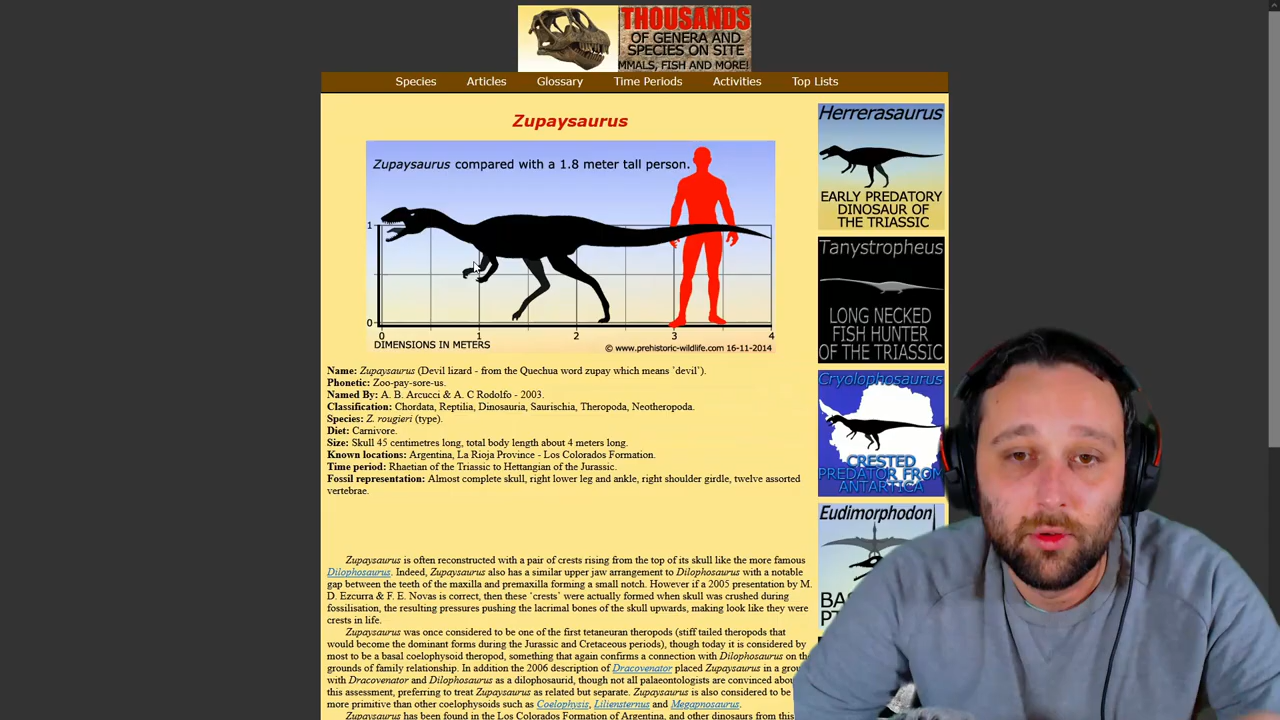 THOUSANDS
OF GENERA AND
SPECIES ON SITE
MMALS, FISH AND MORE!
Species Articles Glossary Time Periods Activities Top Lists
Zupaysaurus
Zupaysaurus compared with a 1.8 meter tall person.
1
0
0 1 2 3 4
DIMENSIONS IN METERS
© www.prehistoric-wildlife.com 16-11-2014
Name: Zupaysaurus (Devil lizard - from the Quechua word zupay which means 'devil').
Phonetic: Zoo-pay-sore-us.
Named By: A. B. Arcucci & A. C Rodolfo - 2003.
Classification: Chordata, Reptilia, Dinosauria, Saurischia, Theropoda, Neotheropoda.
Species: Z. rougieri (type).
Diet: Carnivore.
Size: Skull 45 centimetres long, total body length about 4 meters long.
Known locations: Argentina, La Rioja Province - Los Colorados Formation.
Time period: Rhaetian of the Triassic to Hettangian of the Jurassic.
Fossil representation: Almost complete skull, right lower leg and ankle, right shoulder girdle, twelve assorted
vertebrae.
Zupaysaurus is often reconstructed with a pair of crests rising from the top of its skull like the more famous
Dilophosaurus. Indeed, Zupaysaurus also has a similar upper jaw arrangement to Dilophosaurus with a notable
gap between the teeth of the maxilla and premaxilla forming a small notch. However if a 2005 presentation by M.
D. Ezcurra & F. E. Novas is correct, then these 'crests' were actually formed when skull was crushed during
fossilisation, the resulting pressures pushing the lacrimal bones of the skull upwards, making look like they were
crests in life.
Zupaysaurus was once considered to be one of the first tetaneuran theropods (stiff tailed theropods that
would become the dominant forms during the Jurassic and Cretaceous periods), though today it is considered by
most to be a basal coelophysoid theropod, something that again confirms a connection with Dilophosaurus on the
grounds of family relationship. In addition the 2006 description of Dracovenator placed Zupaysaurus in a
with Dracovenator and Dilophosaurus as a dilophosaurid, though not all palaeontologists are convinced
this assessment, preferring to treat Zupaysaurus as related but separate. Zupaysaurus is also considered to be
more primitive than other coelophysoids such as Coelophysis, Liliensternus and Megapnosaurus.
Zupaysaurus has been found in the Los Colorados Formation of Argentina, and other dinosaurs from this
Herrerasaurus
EARLY PREDATORY
DINOSAUR OF
THE TRIASSIC
Tanystropheus
LONG NECKED
FISH HUNTER
OF THE TRIASSIC
Cryolophosaurus
CRESTED
PREDATOR FROM
ANTARTICA
Eudimorphodon